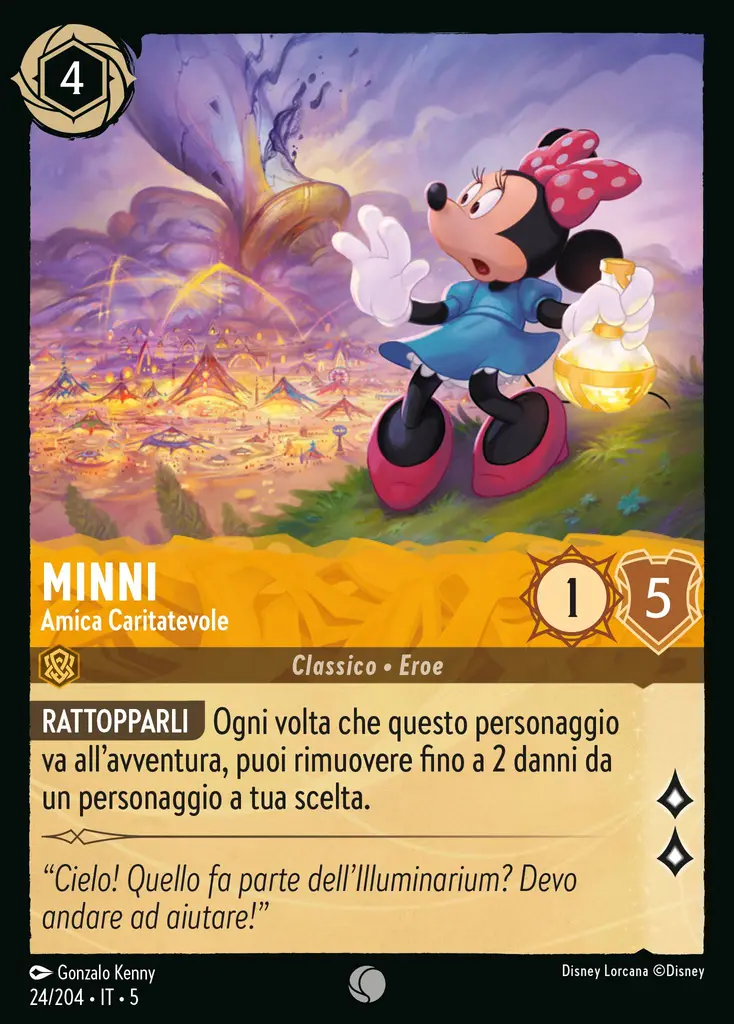 4
MINNI
Amica Caritatevole
1
5
Classico • Eroe
RATTOPPARLI Ogni volta che questo personaggio
va all'avventura, puoi rimuovere fino a 2 danni da
un personaggio a tua scelta.
“Cielo! Quello fa parte dell'Illuminarium? Devo
andare ad aiutare!”
Gonzalo Kenny
Disney Lorcana ©Disney
24/204 • IT • 5